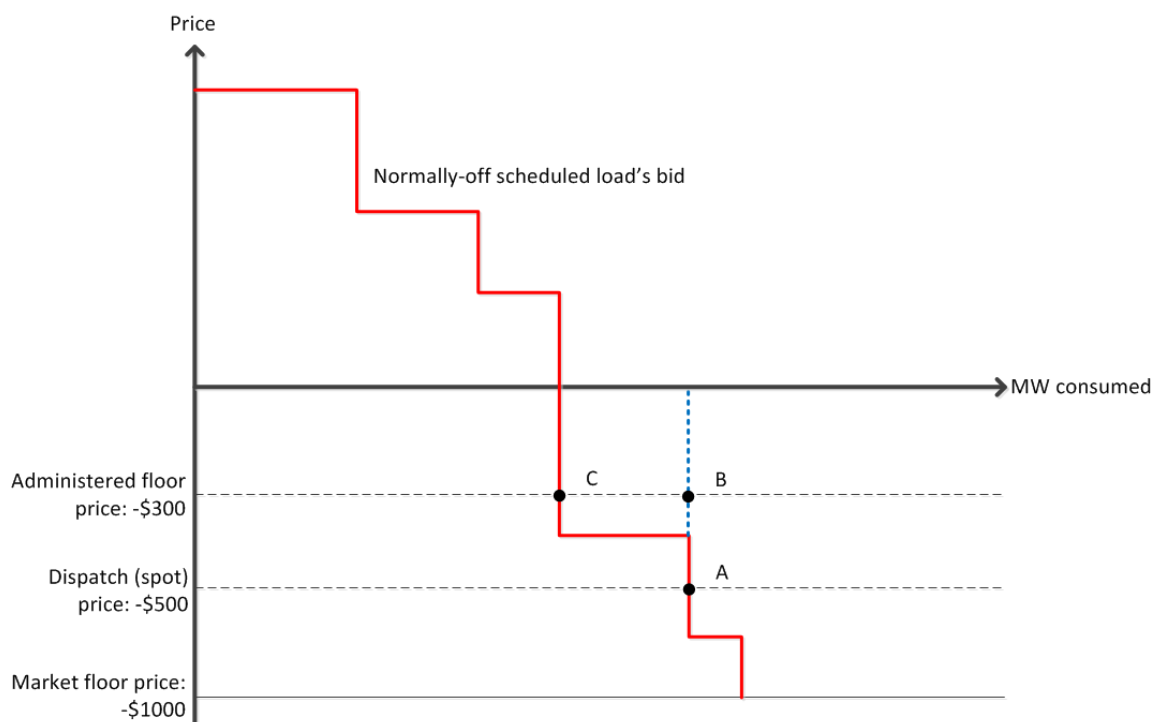 Price
Normally-off scheduled load's bid
MW consumed
Administered floor
price: -$300
C
B
Dispatch (spot)
price: -$500
A
Market floor price:
-$1000